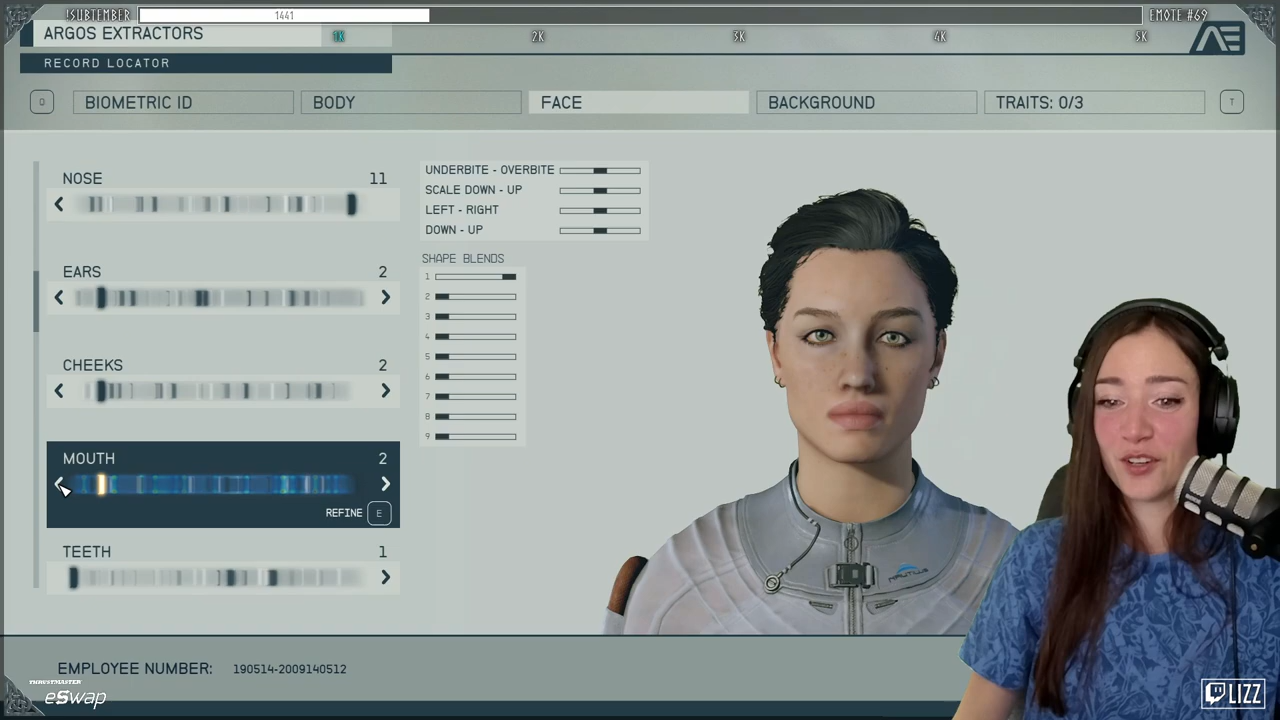 !SUBTEMBER 1441 EMOTE #69
1K 2K 3K 4K 5K
ARGOS EXTRACTORS AE
RECORD LOCATOR
Q BIOMETRIC ID BODY FACE BACKGROUND TRAITS: 0/3 T
NOSE 11
EARS 2
CHEEKS 2
MOUTH 2
REFINE E
TEETH 1
UNDERBITE - OVERBITE
SCALE DOWN - UP
LEFT - RIGHT
DOWN - UP
SHAPE BLENDS
1
2
3
4
5
6
7
8
9
NAUTILUS
EMPLOYEE NUMBER: 190514-2009140512
THRUSTMASTER
eSwap
LIZZ